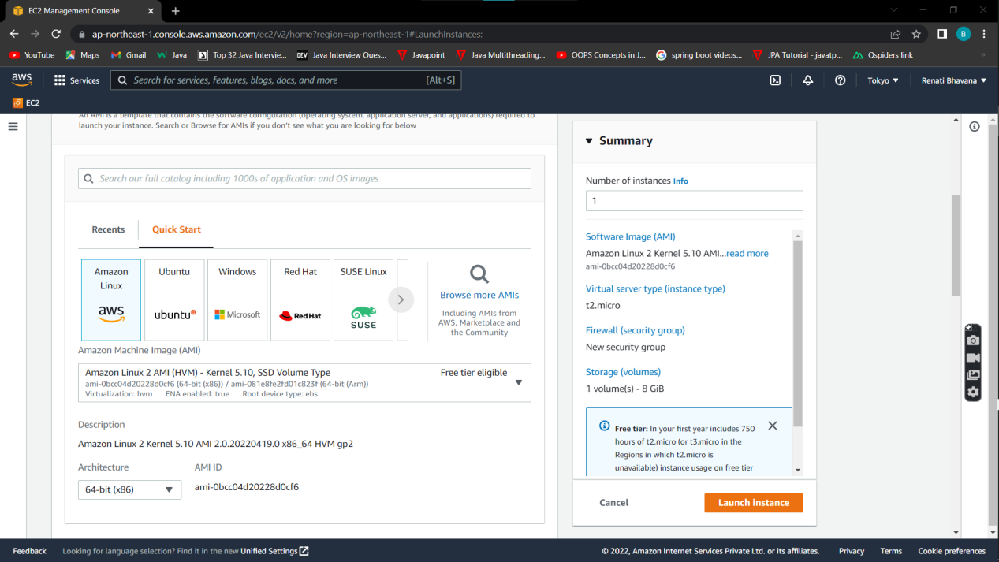 EC2 Management Console
ap-northeast-1.console.aws.amazon.com/ec2/v2/home?region=ap-northeast-1#LaunchInstances:
B
YouTube
Maps
Gmail
Java
Top 32 Java Intervie...
DEV
Java Interview Ques...
Javapoint
Java Multithreading...
OOPS Concepts in J...
spring boot videos...
JPA Tutorial - javatp...
Qspiders link
aws
Services
Search for services, features, blogs, docs, and more
[Alt+S]
Tokyo
Renati Bhavana
EC2
An AMI is a template that contains the software configuration (operating system, application server, and applications) required to
launch your instance. Search or Browse for AMIs if you don't see what you are looking for below
Search our full catalog including 1000s of application and OS images
Recents
Quick Start
Amazon
Linux
aws
Ubuntu
ubuntu
Windows
Microsoft
Red Hat
Red Hat
SUSE Linux
SUSE
Browse more AMIs
Including AMIs from
AWS, Marketplace and
the Community
Amazon Machine Image (AMI)
Amazon Linux 2 AMI (HVM) - Kernel 5.10, SSD Volume Type
Free tier eligible
ami-0bcc04d20228d0cf6 (64-bit (x86)) / ami-081e8fe2fd01c823f (64-bit (Arm))
Virtualization: hvm ENA enabled: true Root device type: ebs
Description
Amazon Linux 2 Kernel 5.10 AMI 2.0.20220419.0 x86_64 HVM gp2
Architecture
AMI ID
64-bit (x86)
ami-0bcc04d20228d0cf6
Summary
Number of instances Info
1
Software Image (AMI)
Amazon Linux 2 Kernel 5.10 AMI...read more
ami-0bcc04d20228d0cf6
Virtual server type (instance type)
t2.micro
Firewall (security group)
New security group
Storage (volumes)
1 volume(s) - 8 GiB
Free tier: In your first year includes 750
hours of t2.micro (or t3.micro in the
Regions in which t2.micro is
unavailable) instance usage on free tier
Cancel
Launch instance
Feedback
Looking for language selection? Find it in the new Unified Settings
© 2022, Amazon Internet Services Private Ltd. or its affiliates.
Privacy
Terms
Cookie preferences